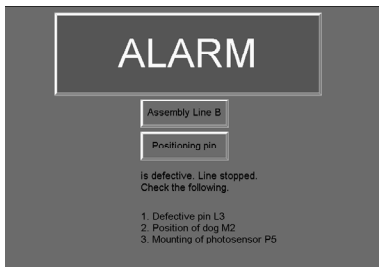 ALARM
Assembly Line B
Positioning pin
is defective. Line stopped.
Check the following.
1. Defective pin L3
2. Position of dog M2
3. Mounting of photosensor P5